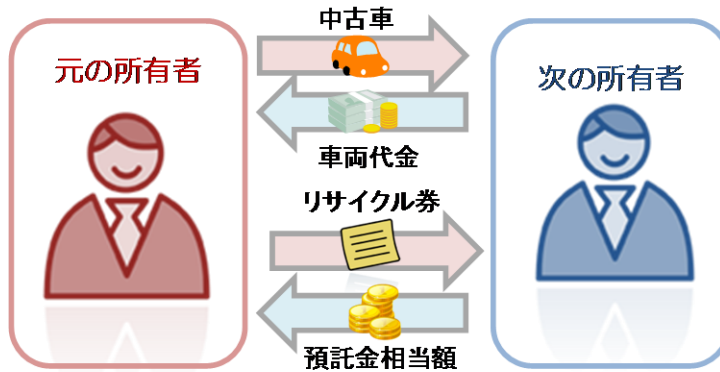 中古車
元の所有者
次の所有者
車両代金
リサイクル券
預託金相当額